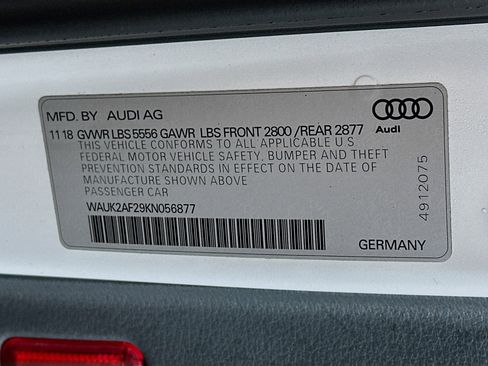 MFD. BY AUDI AG
11 18 GVWR LBS 5556 GAWR LBS FRONT 2800 /REAR 2877
THIS VEHICLE CONFORMS TO ALL APPLICABLE U S
FEDERAL MOTOR VEHICLE SAFETY, BUMPER AND THEFT
PREVENTION STANDARDS IN EFFECT ON THE DATE OF
MANUFACTURE SHOWN ABOVE
PASSENGER CAR
WAUK2AF29KN056877
Audi
4912075
GERMANY